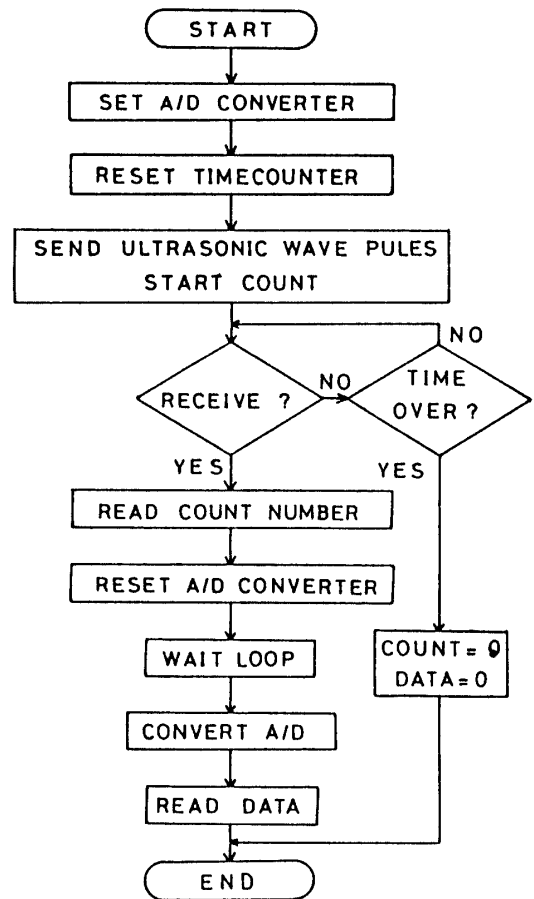 START
SET A/D CONVERTER
RESET TIMECOUNTER
SEND ULTRASONIC WAVE PULES
START COUNT
NO
RECEIVE ?
NO
TIME
OVER ?
YES
YES
READ COUNT NUMBER
RESET A/D CONVERTER
WAIT LOOP
COUNT = 0
DATA = 0
CONVERT A/D
READ DATA
END